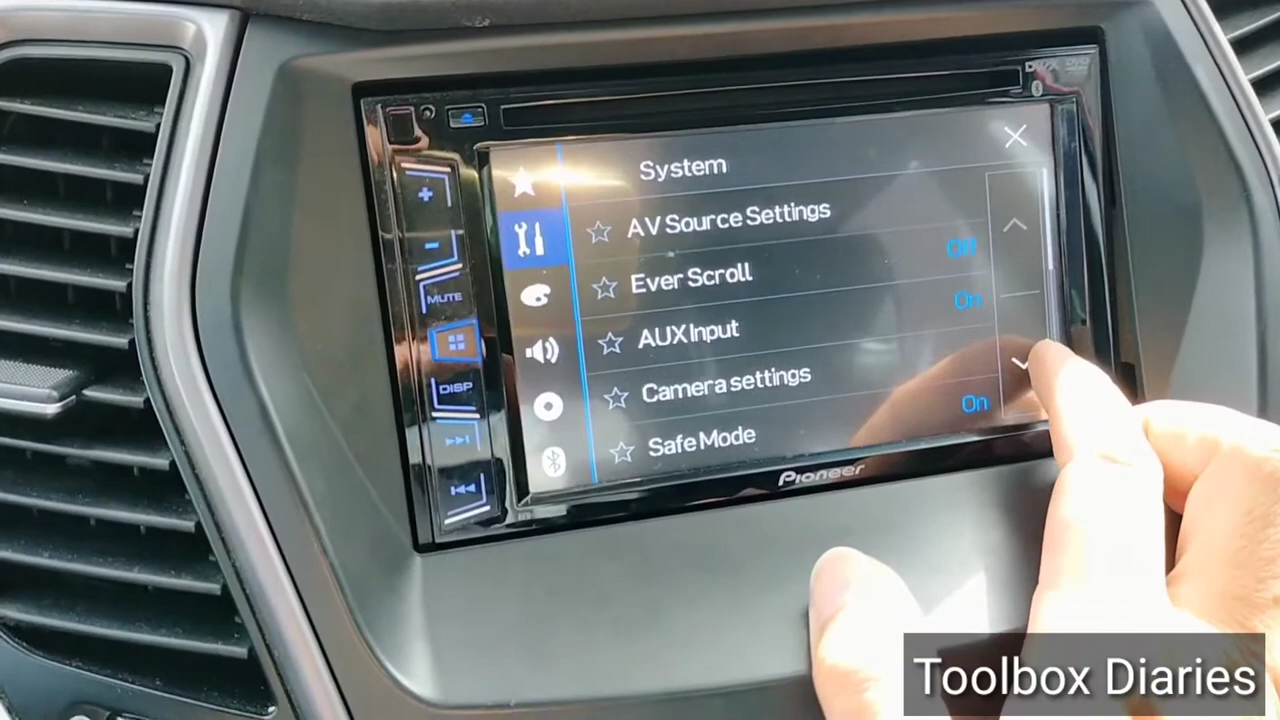 System
AV Source Settings
Ever Scroll
Off
AUX Input
On
Camera settings
Safe Mode
On
MUTE
DISP
Pioneer
Toolbox Diaries